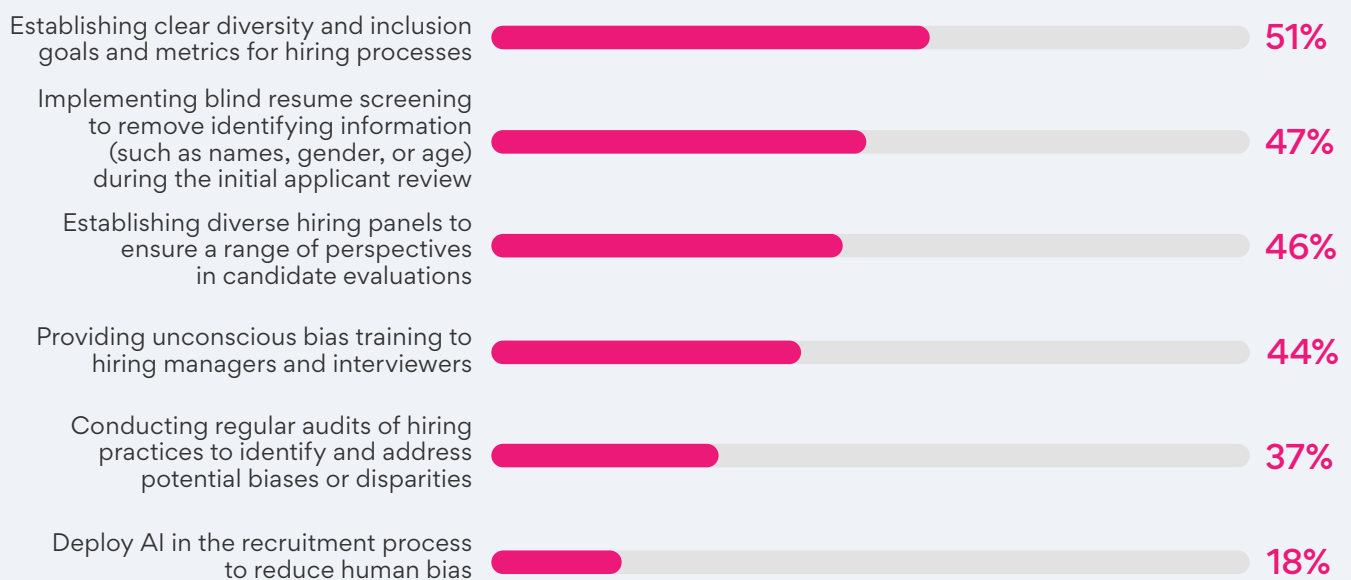 Establishing clear diversity and inclusion
goals and metrics for hiring processes
51%
Implementing blind resume screening
to remove identifying information
(such as names, gender, or age)
during the initial applicant review
47%
Establishing diverse hiring panels to
ensure a range of perspectives
in candidate evaluations
46%
Providing unconscious bias training to
hiring managers and interviewers
44%
Conducting regular audits of hiring
practices to identify and address
potential biases or disparities
37%
Deploy AI in the recruitment process
to reduce human bias
18%